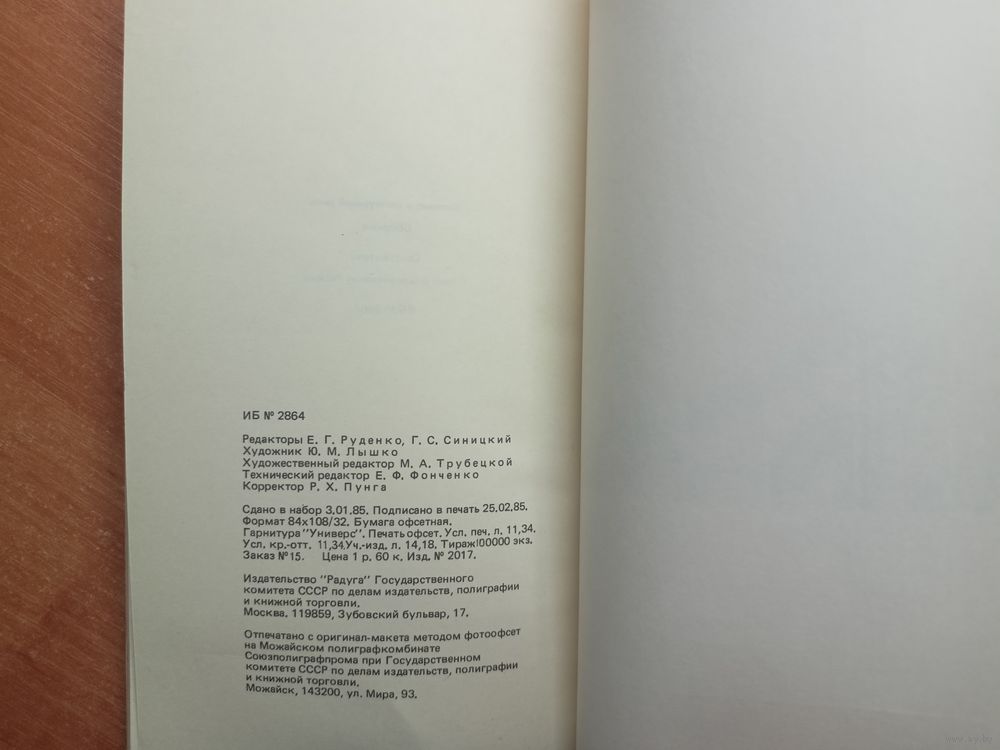 ИБ № 2864
Редакторы Е. Г. Руденко, Г. С. Синицкий
Художник Ю. М. Лышко
Художественный редактор М. А. Трубецкой
Технический редактор Е. Ф. Фонченко
Корректор Р. Х. Пунга
Сдано в набор 3.01.85. Подписано в печать 25.02.85.
Формат 84х108/32. Бумага офсетная.
Гарнитура "Универс". Печать офсет. Усл. печ. л. 11,34.
Усл. кр.-отт. 11,34.Уч.-изд. л. 14,18. Тираж100000 экз.
Заказ №15. Цена 1 р. 60 к. Изд. № 2017.
Издательство "Радуга" Государственного
комитета СССР по делам издательств, полиграфии
и книжной торговли.
Москва. 119859, Зубовский бульвар, 17.
Отпечатано с оригинал-макета методом фотоофсет
на Можайском полиграфкомбинате
Союзполиграфпрома при Государственном
комитете СССР по делам издательств, полиграфии
и книжной торговли.
Можайск, 143200, ул. Мира, 93.